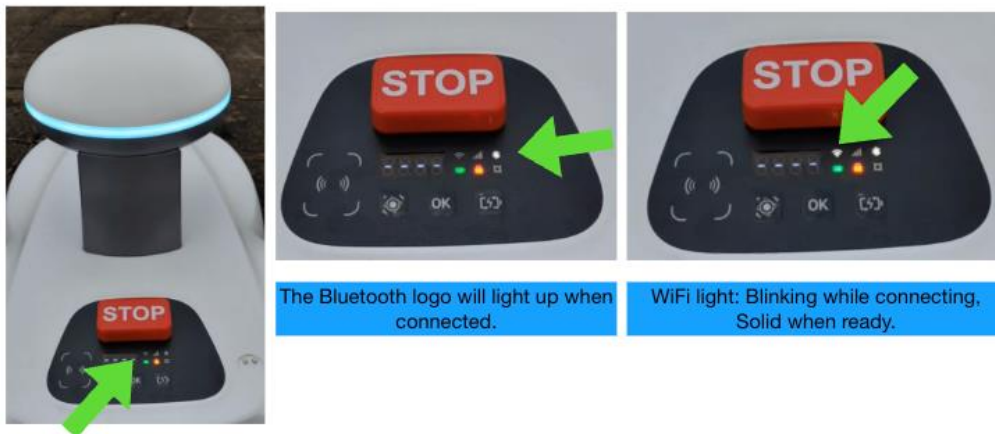 STOP
OK
STOP
OK
The Bluetooth logo will light up when
connected.
STOP
OK
WiFi light: Blinking while connecting,
Solid when ready.